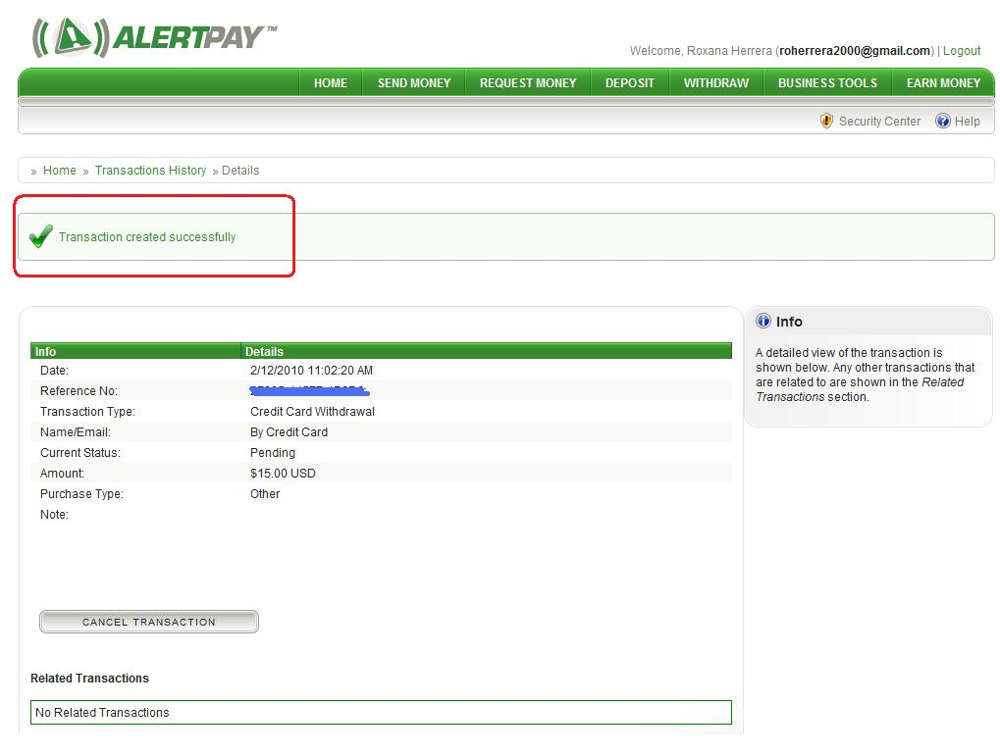 ALERTPAY™
Welcome, Roxana Herrera (roherrera2000@gmail.com) | Logout
HOME SEND MONEY REQUEST MONEY DEPOSIT WITHDRAW BUSINESS TOOLS EARN MONEY
Security Center Help
» Home » Transactions History » Details
Transaction created successfully
Info Details
Date: 2/12/2010 11:02:20 AM
Reference No:
Transaction Type: Credit Card Withdrawal
Name/Email: By Credit Card
Current Status: Pending
Amount: $15.00 USD
Purchase Type: Other
Note:
CANCEL TRANSACTION
Related Transactions
No Related Transactions
Info
A detailed view of the transaction is
shown below. Any other transactions that
are related to are shown in the Related
Transactions section.